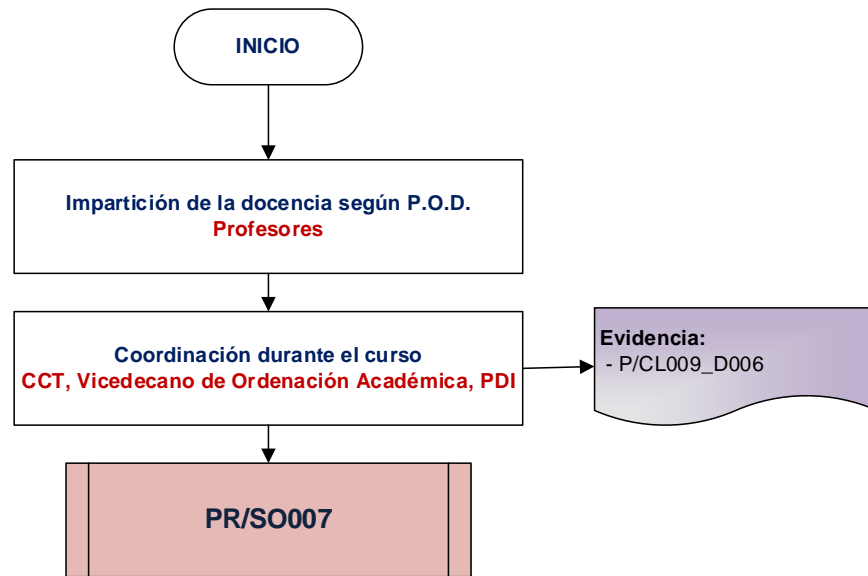 INICIO
Impartición de la docencia según P.O.D.
Profesores
Coordinación durante el curso
CCT, Vicedecano de Ordenación Académica, PDI
Evidencia:
- P/CL009_D006
PR/SO007